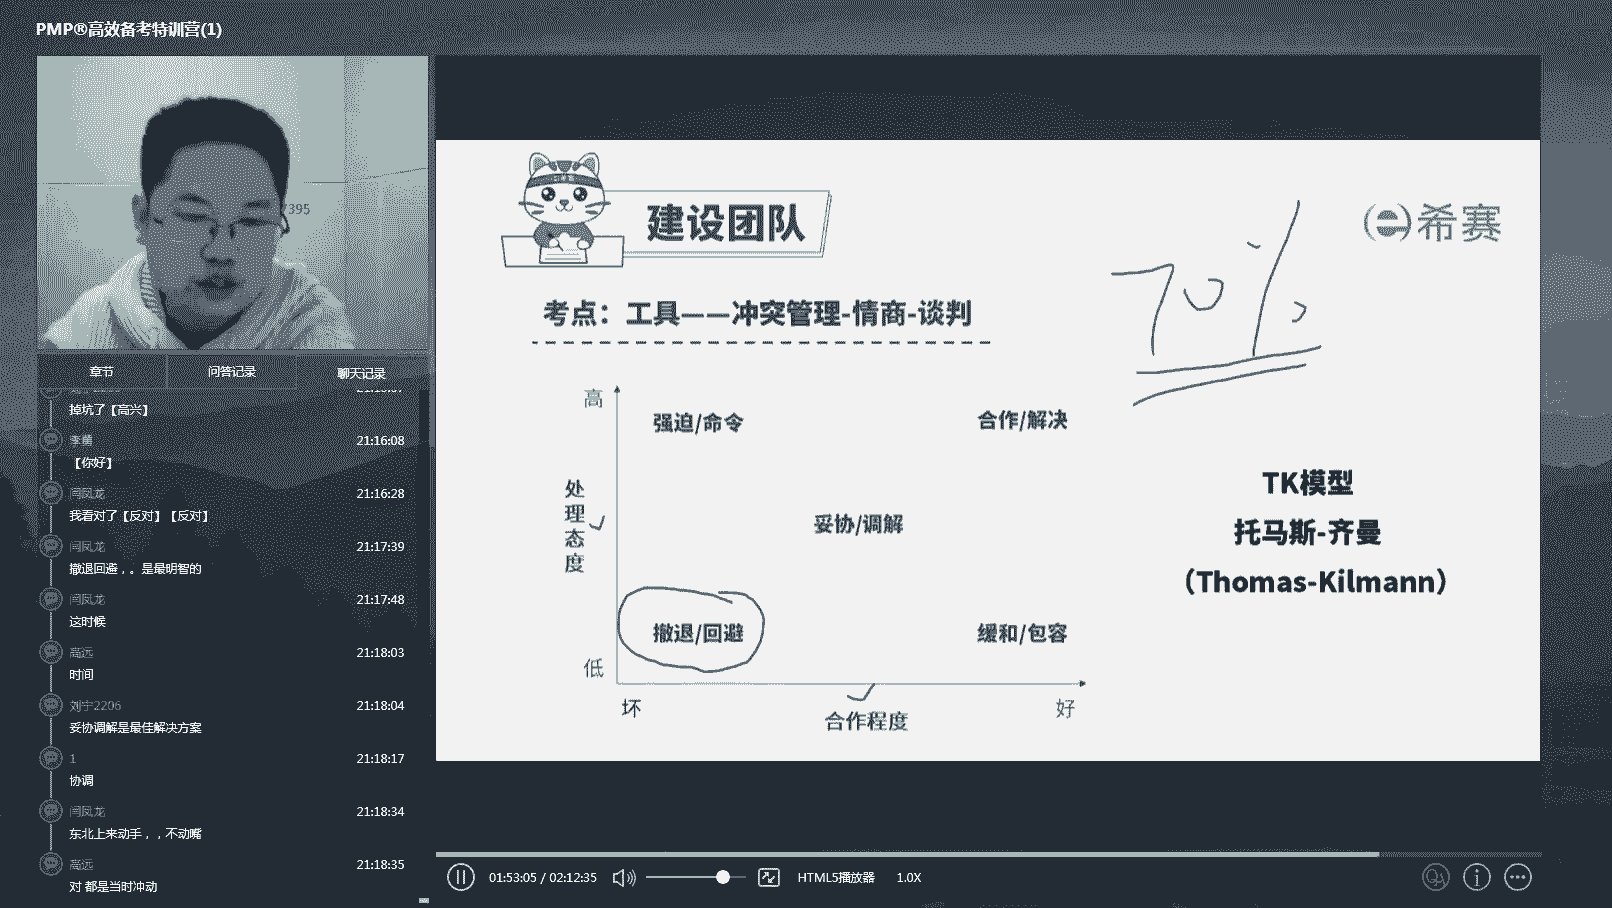 PMP®高效备考特训营(1)
395
章节
问答记录
聊天记录
掉坑了【高兴】
李菊
21:16:08
【你好】
闫凤龙
21:16:28
我看对了【反对】【反对】
闫凤龙
21:17:39
撤退回避，。是最明智的
闫凤龙
21:17:48
这时候
高远
21:18:03
时间
刘宁2206
21:18:04
妥协调解是最佳解决方案
1
21:18:17
协调
闫凤龙
21:18:34
东北上来动手，，不动嘴
高远
21:18:35
对 都是当时冲动
建设团队
希赛
70%
考点：工具——冲突管理-情商-谈判
高
强迫/命令
合作/解决
处理态度
妥协/调解
撤退/回避
缓和/包容
低
坏
合作程度
好
TK模型
托马斯-齐曼
（Thomas-Kilmann）
01:53:05 / 02:12:35
HTML5播放器
1.0X